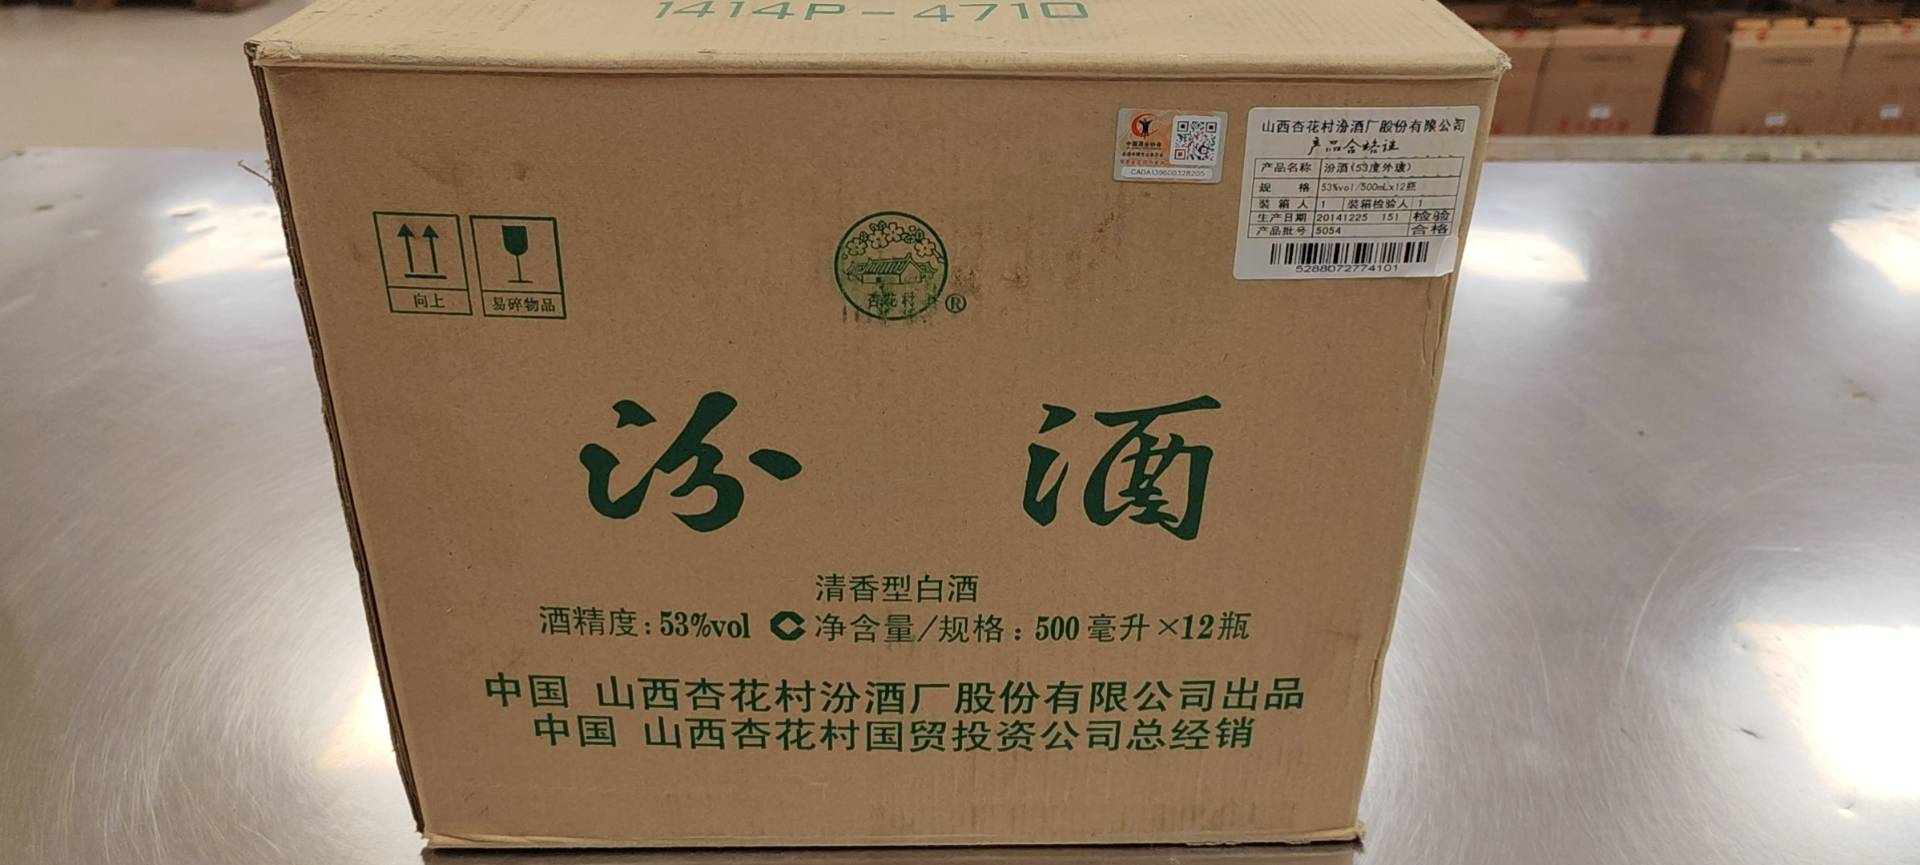 1414P-4710
中国酒业协会
CADA139600328205
山西杏花村汾酒厂股份有限公司
产品合格证
产品名称 汾酒(53度外玻)
规 格 53%vol/500mLx12瓶
装箱人 1 装箱检验人 1
生产日期 20141225 151 检验
产品批号 5054 合格
5288072774101
向上
易碎物品
杏花村
®
汾酒
清香型白酒
酒精度:53%vol 净含量/规格:500毫升×12瓶
中国 山西杏花村汾酒厂股份有限公司出品
中国 山西杏花村国贸投资公司总经销